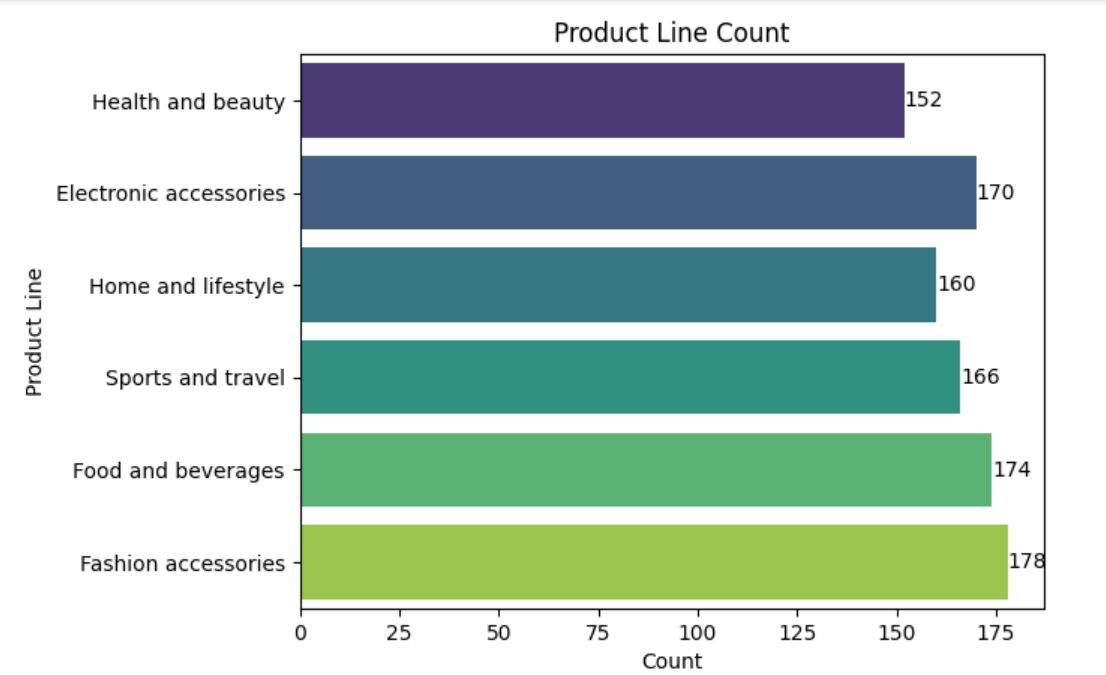 Product Line Count
Health and beauty
152
Electronic accessories
170
Home and lifestyle
160
Sports and travel
166
Food and beverages
174
Fashion accessories
178
Product Line
0 25 50 75 100 125 150 175
Count